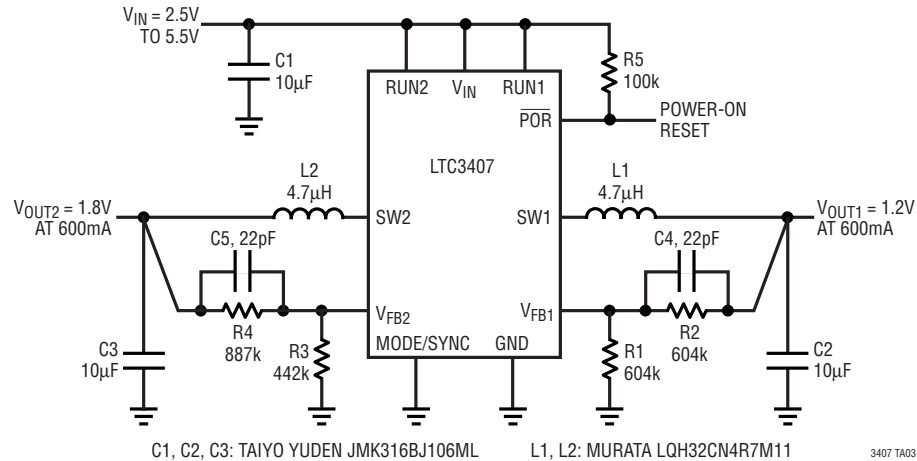 V_IN = 2.5V
TO 5.5V
C1
10µF
RUN2
V_IN
RUN1
R5
100k
POR
POWER-ON
RESET
LTC3407
L2
4.7µH
L1
4.7µH
V_OUT2 = 1.8V
AT 600mA
SW2
SW1
V_OUT1 = 1.2V
AT 600mA
C5, 22pF
C4, 22pF
V_FB2
V_FB1
R4
887k
R2
604k
MODE/SYNC
GND
C3
10µF
R3
442k
R1
604k
C2
10µF
C1, C2, C3: TAIYO YUDEN JMK316BJ106ML
L1, L2: MURATA LQH32CN4R7M11
3407 TA03